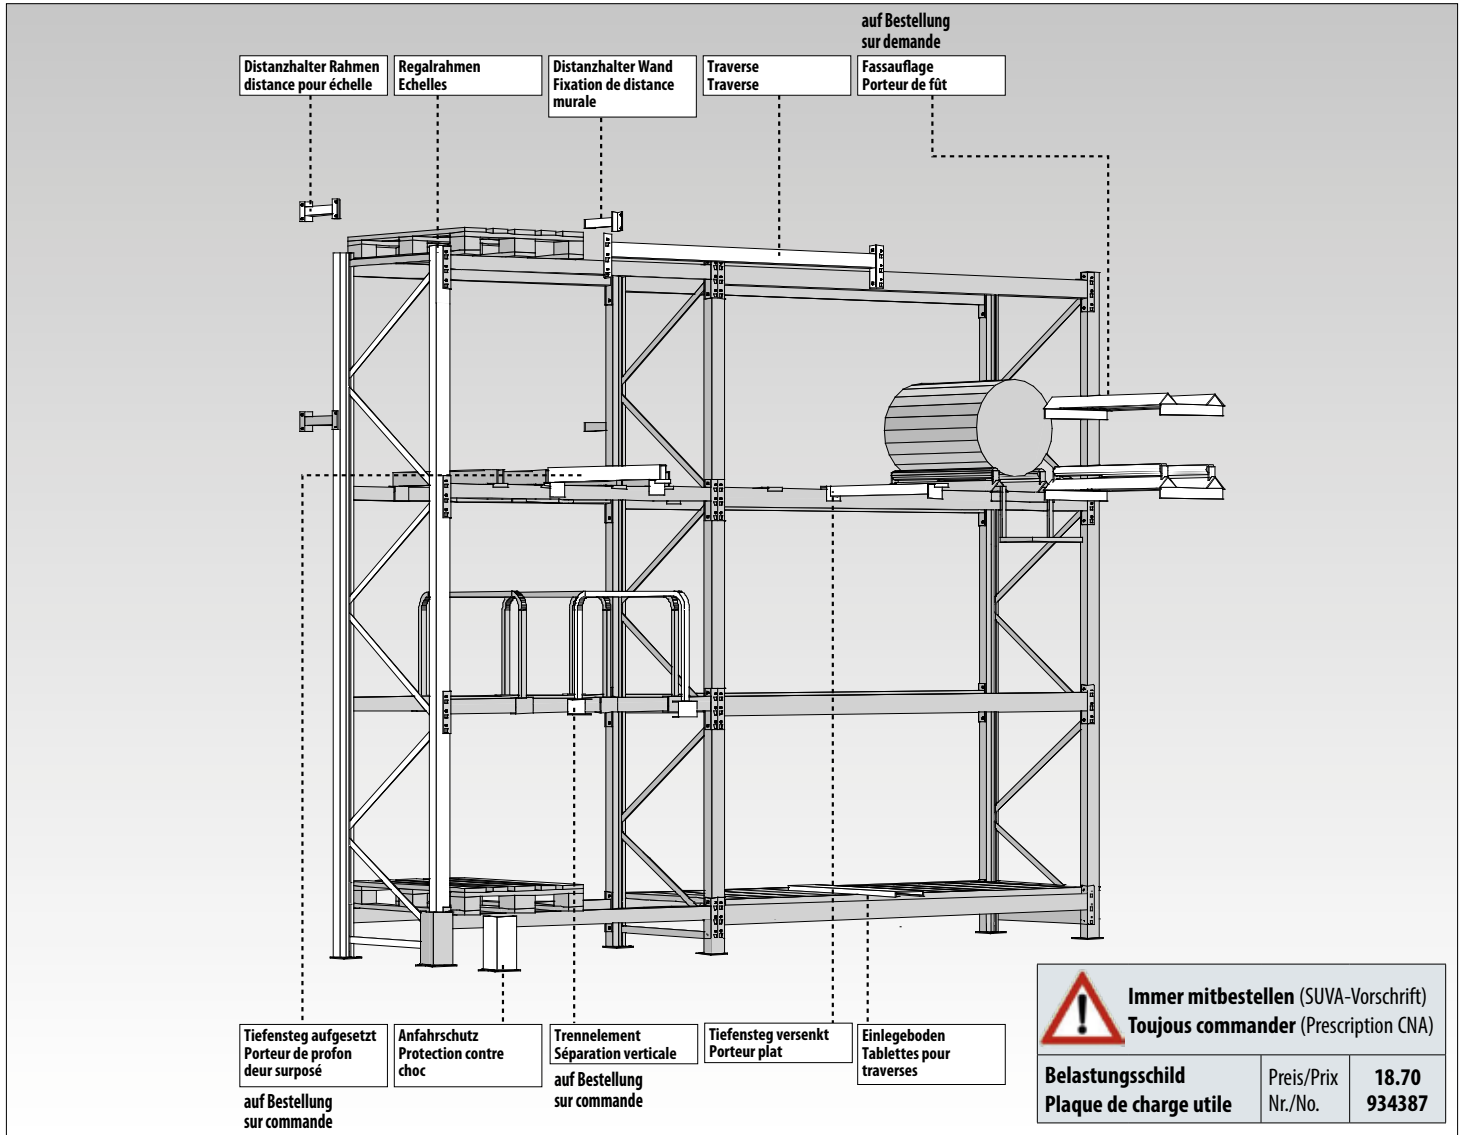 auf Bestellung
sur demande
Distanzhalter Rahmen
distance pour échelle
Regalrahmen
Echelles
Distanzhalter Wand
Fixation de distance
murale
Traverse
Traverse
Fassauflage
Porteur de fût
Tiefensteg aufgesetzt
Porteur de profon
deur surposé
auf Bestellung
sur commande
Anfahrschutz
Protection contre
choc
Trennelement
Séparation verticale
auf Bestellung
sur commande
Tiefensteg versenkt
Porteur plat
Einlegeboden
Tablettes pour
traverses
Immer mitbestellen (SUVA-Vorschrift)
Toujous commander (Prescription CNA)
Belastungsschild Preis/Prix 18.70
Plaque de charge utile Nr./No. 934387